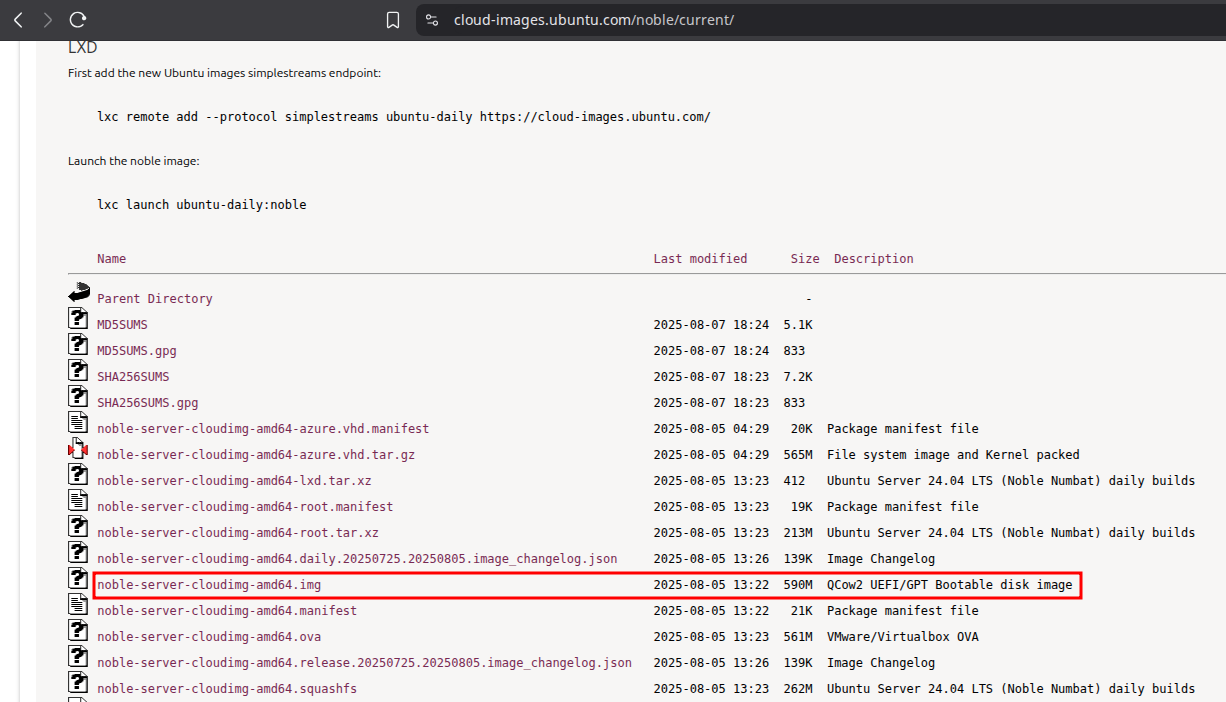 cloud-images.ubuntu.com/noble/current/
LXD
First add the new Ubuntu images simplestreams endpoint:
lxc remote add --protocol simplestreams ubuntu-daily https://cloud-images.ubuntu.com/
Launch the noble image:
lxc launch ubuntu-daily:noble
Name Last modified Size Description
Parent Directory -
MD5SUMS 2025-08-07 18:24 5.1K
MD5SUMS.gpg 2025-08-07 18:24 833
SHA256SUMS 2025-08-07 18:23 7.2K
SHA256SUMS.gpg 2025-08-07 18:23 833
noble-server-cloudimg-amd64-azure.vhd.manifest 2025-08-05 04:29 20K Package manifest file
noble-server-cloudimg-amd64-azure.vhd.tar.gz 2025-08-05 04:29 565M File system image and Kernel packed
noble-server-cloudimg-amd64-lxd.tar.xz 2025-08-05 13:23 412 Ubuntu Server 24.04 LTS (Noble Numbat) daily builds
noble-server-cloudimg-amd64-root.manifest 2025-08-05 13:23 19K Package manifest file
noble-server-cloudimg-amd64-root.tar.xz 2025-08-05 13:23 213M Ubuntu Server 24.04 LTS (Noble Numbat) daily builds
noble-server-cloudimg-amd64.daily.20250725.20250805.image_changelog.json 2025-08-05 13:26 139K Image Changelog
noble-server-cloudimg-amd64.img 2025-08-05 13:22 590M QCow2 UEFI/GPT Bootable disk image
noble-server-cloudimg-amd64.manifest 2025-08-05 13:22 21K Package manifest file
noble-server-cloudimg-amd64.ova 2025-08-05 13:23 561M VMware/Virtualbox OVA
noble-server-cloudimg-amd64.release.20250725.20250805.image_changelog.json 2025-08-05 13:26 139K Image Changelog
noble-server-cloudimg-amd64.squashfs 2025-08-05 13:23 262M Ubuntu Server 24.04 LTS (Noble Numbat) daily builds